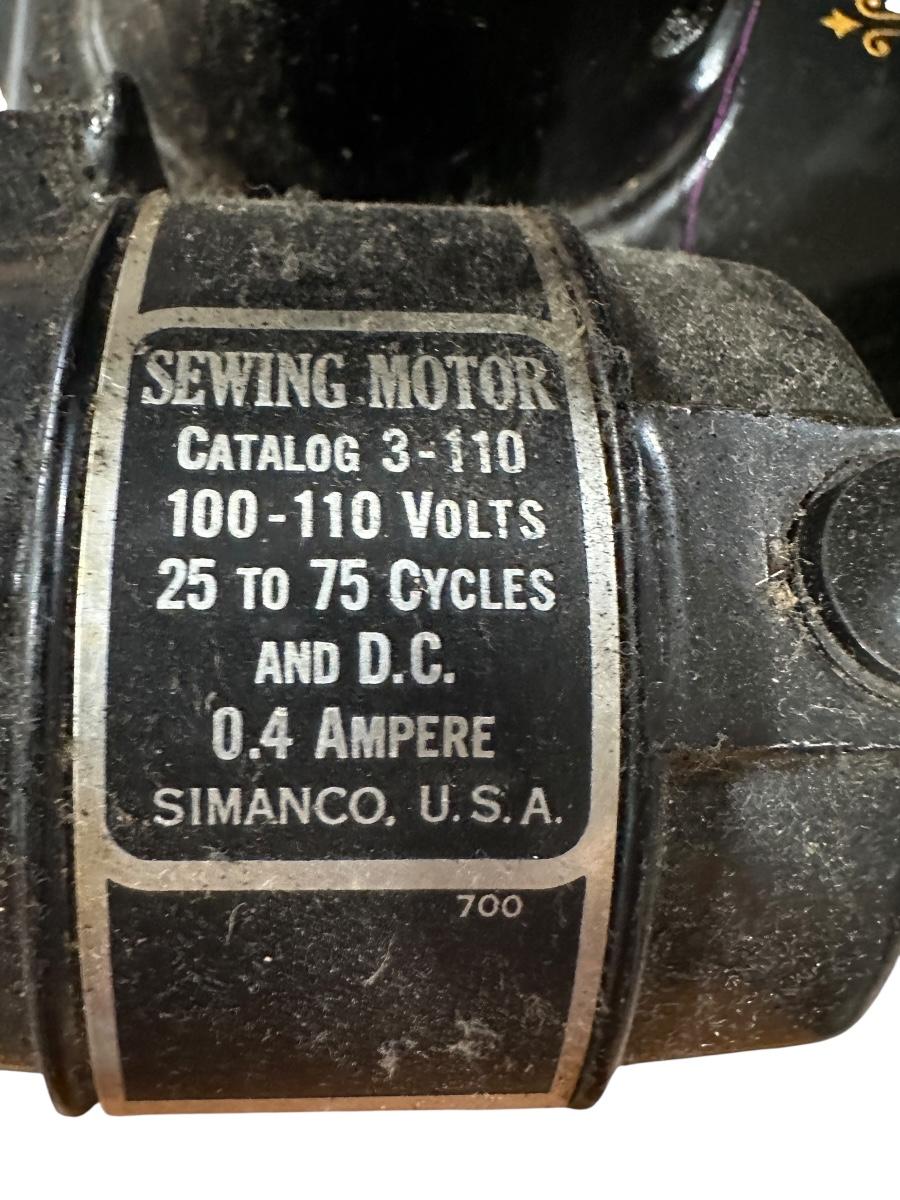 SEWING MOTOR
CATALOG 3-110
100-110 VOLTS
25 TO 75 CYCLES
AND D.C.
0.4 AMPERE
SIMANCO, U.S.A.
700